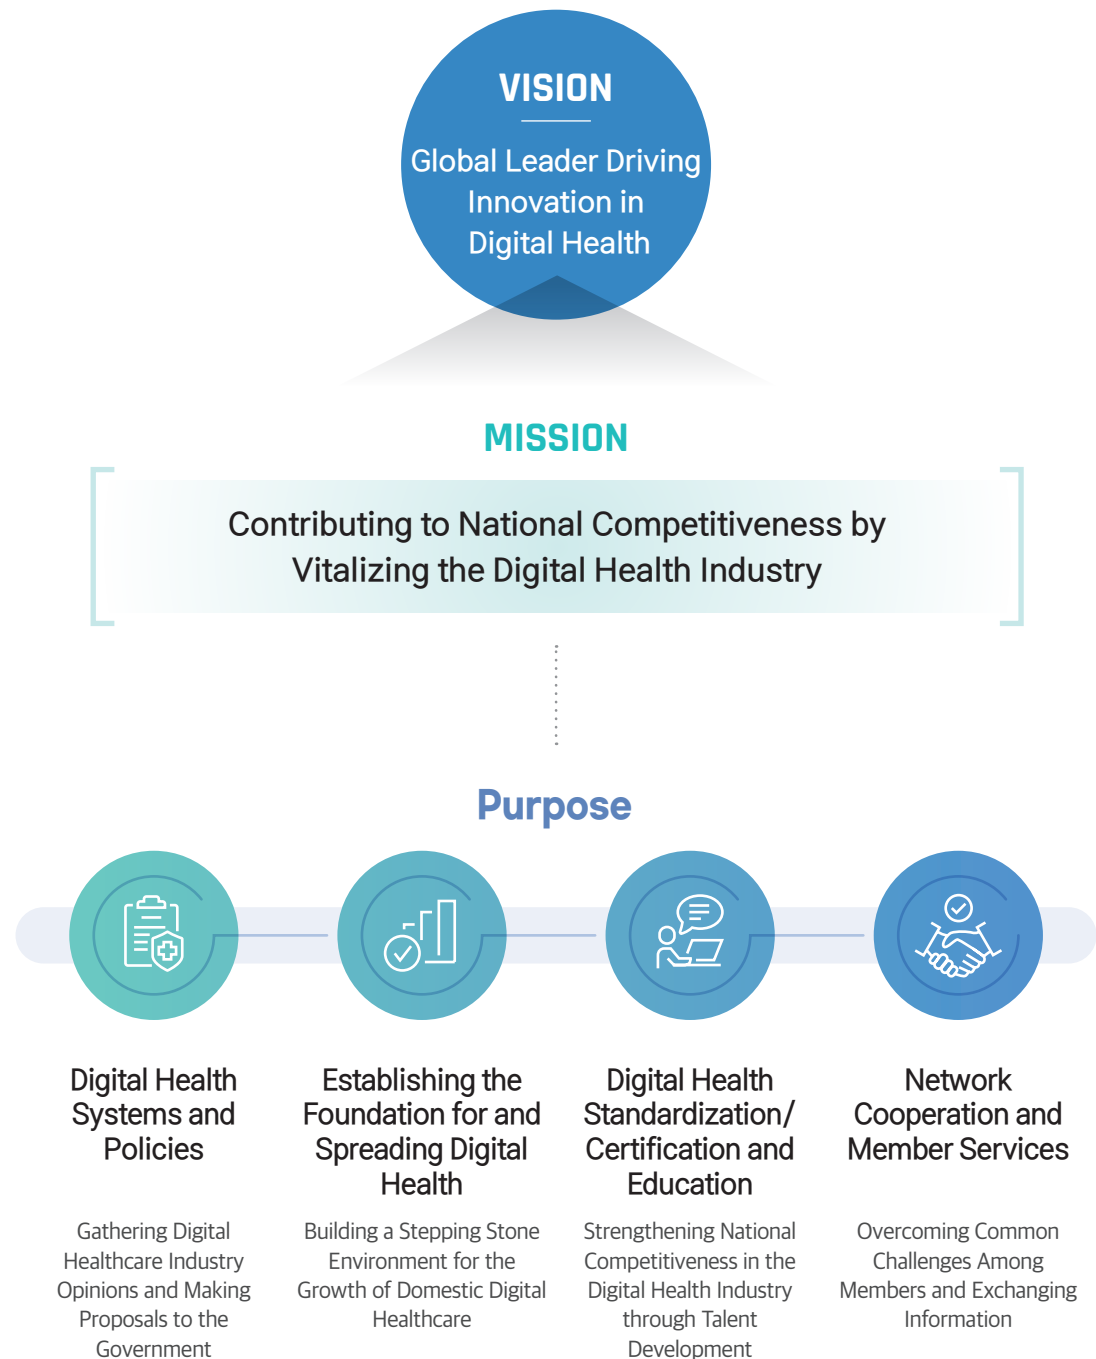 VISION
Global Leader Driving
Innovation in
Digital Health
MISSION
Contributing to National Competitiveness by
Vitalizing the Digital Health Industry
Purpose
Digital Health
Systems and
Policies
Gathering Digital
Healthcare Industry
Opinions and Making
Proposals to the
Government
Establishing the
Foundation for and
Spreading Digital
Health
Building a Stepping Stone
Environment for the
Growth of Domestic Digital
Healthcare
Digital Health
Standardization/
Certification and
Education
Strengthening National
Competitiveness in the
Digital Health Industry
through Talent
Development
Network
Cooperation and
Member Services
Overcoming Common
Challenges Among
Members and Exchanging
Information